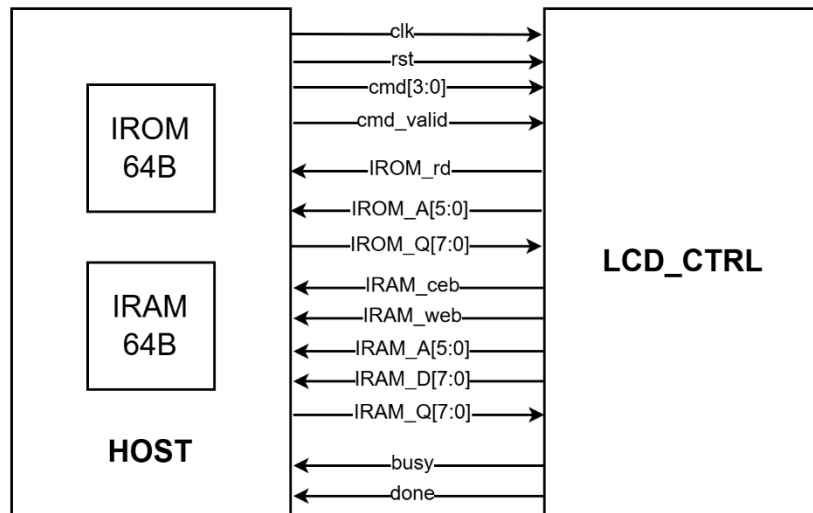 clk
rst
cmd[3:0]
cmd_valid
IROM
64B
IROM_rd
IROM_A[5:0]
IROM_Q[7:0]
LCD_CTRL
IRAM
64B
IRAM_ceb
IRAM_web
IRAM_A[5:0]
IRAM_D[7:0]
IRAM_Q[7:0]
HOST
busy
done